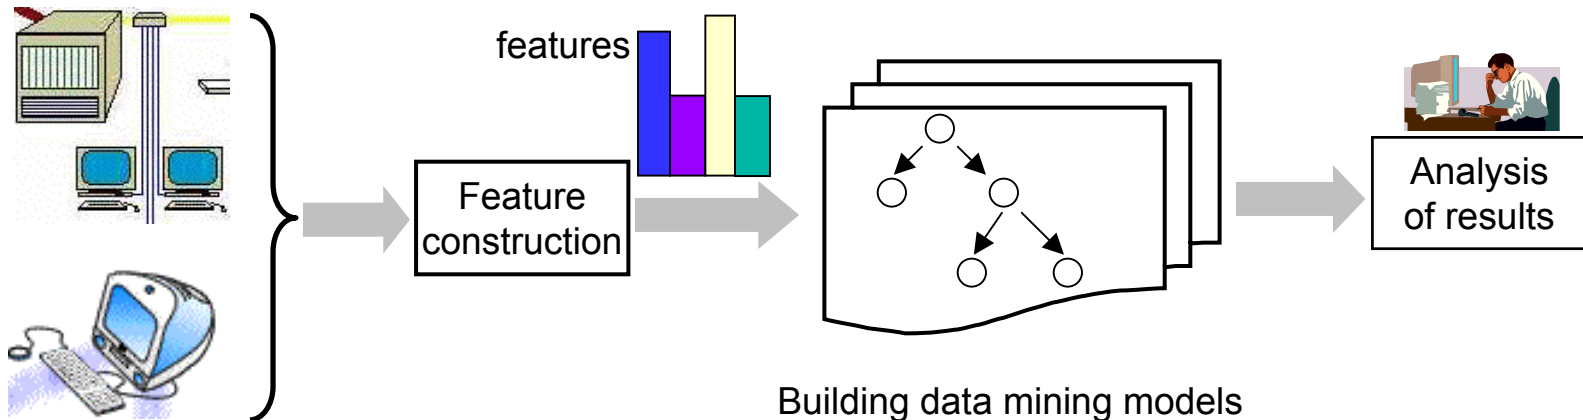 features
Feature
construction
Building data mining models
Analysis
of results